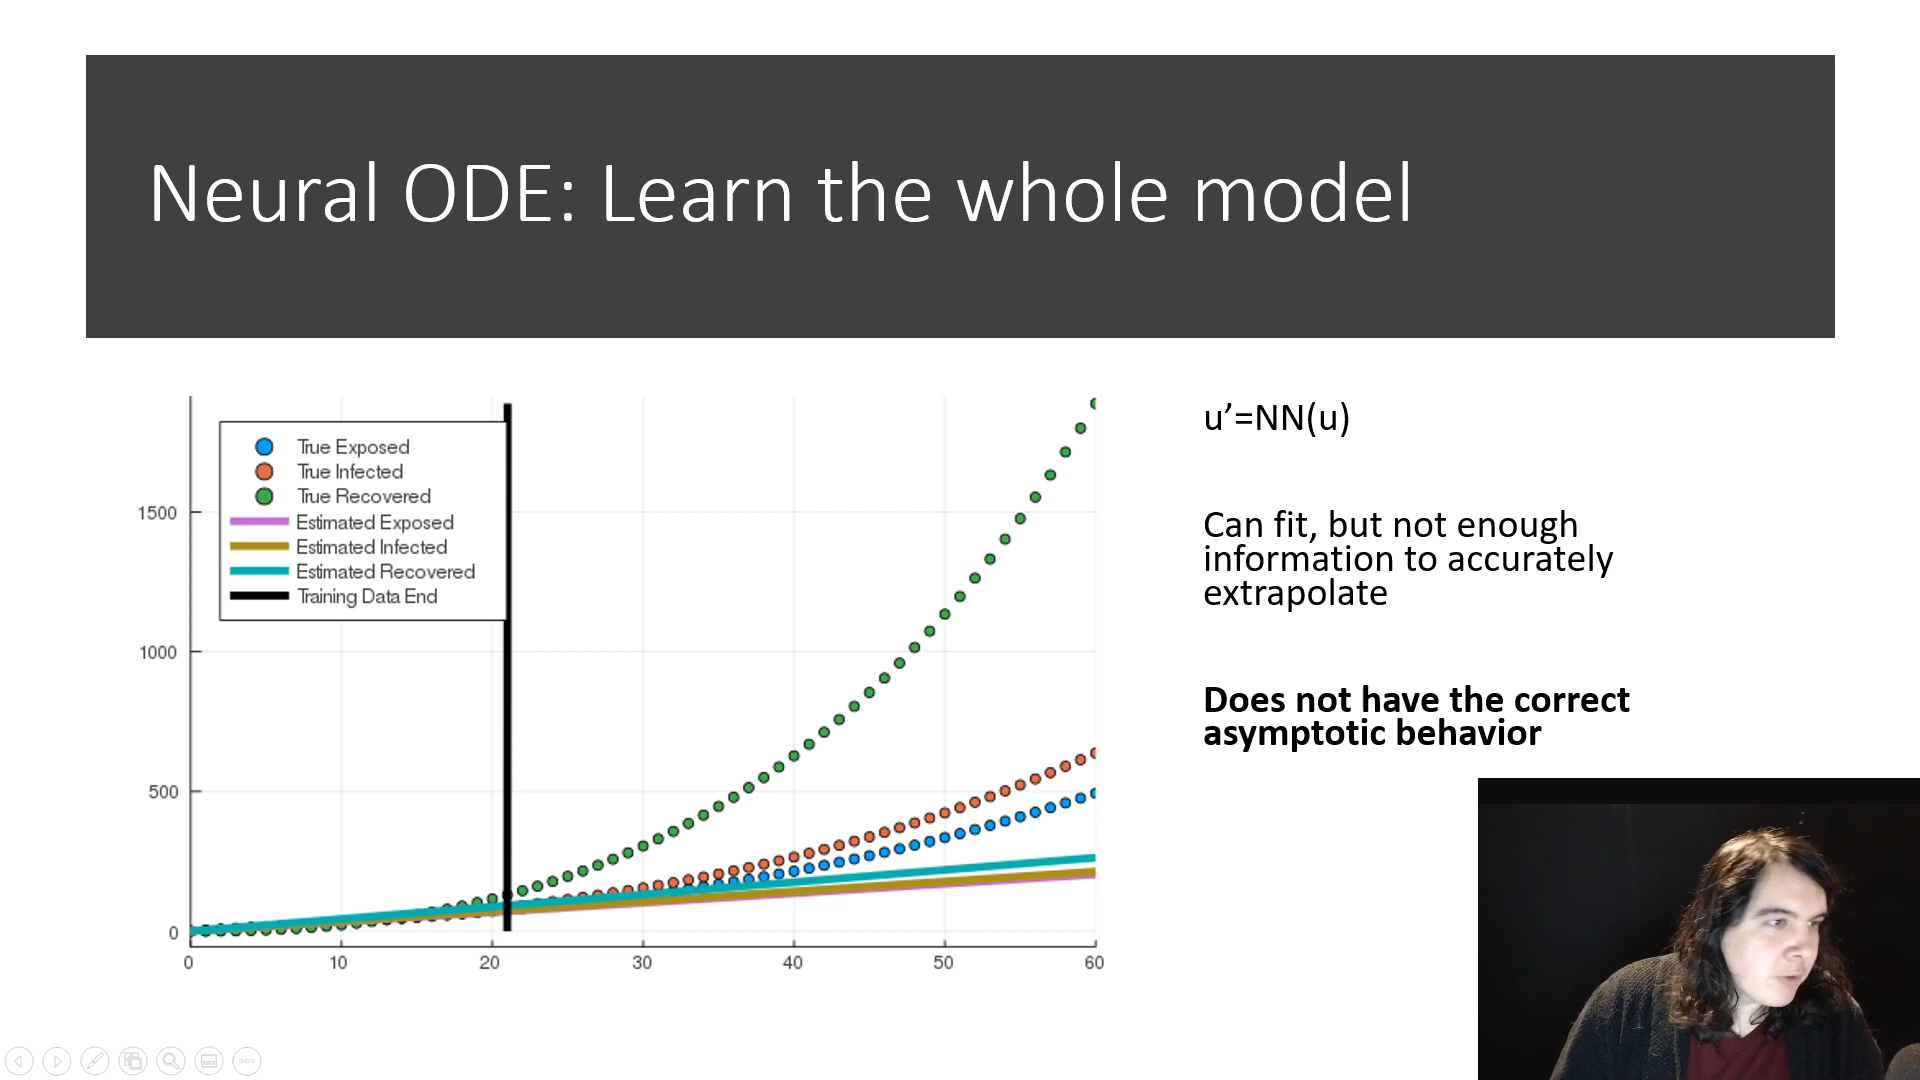 Neural ODE: Learn the whole model
True Exposed
True Infected
True Recovered
Estimated Exposed
Estimated Infected
Estimated Recovered
Training Data End
1500
1000
500
0
0 10 20 30 40 50 60
u’=NN(u)
Can fit, but not enough
information to accurately
extrapolate
Does not have the correct
asymptotic behavior